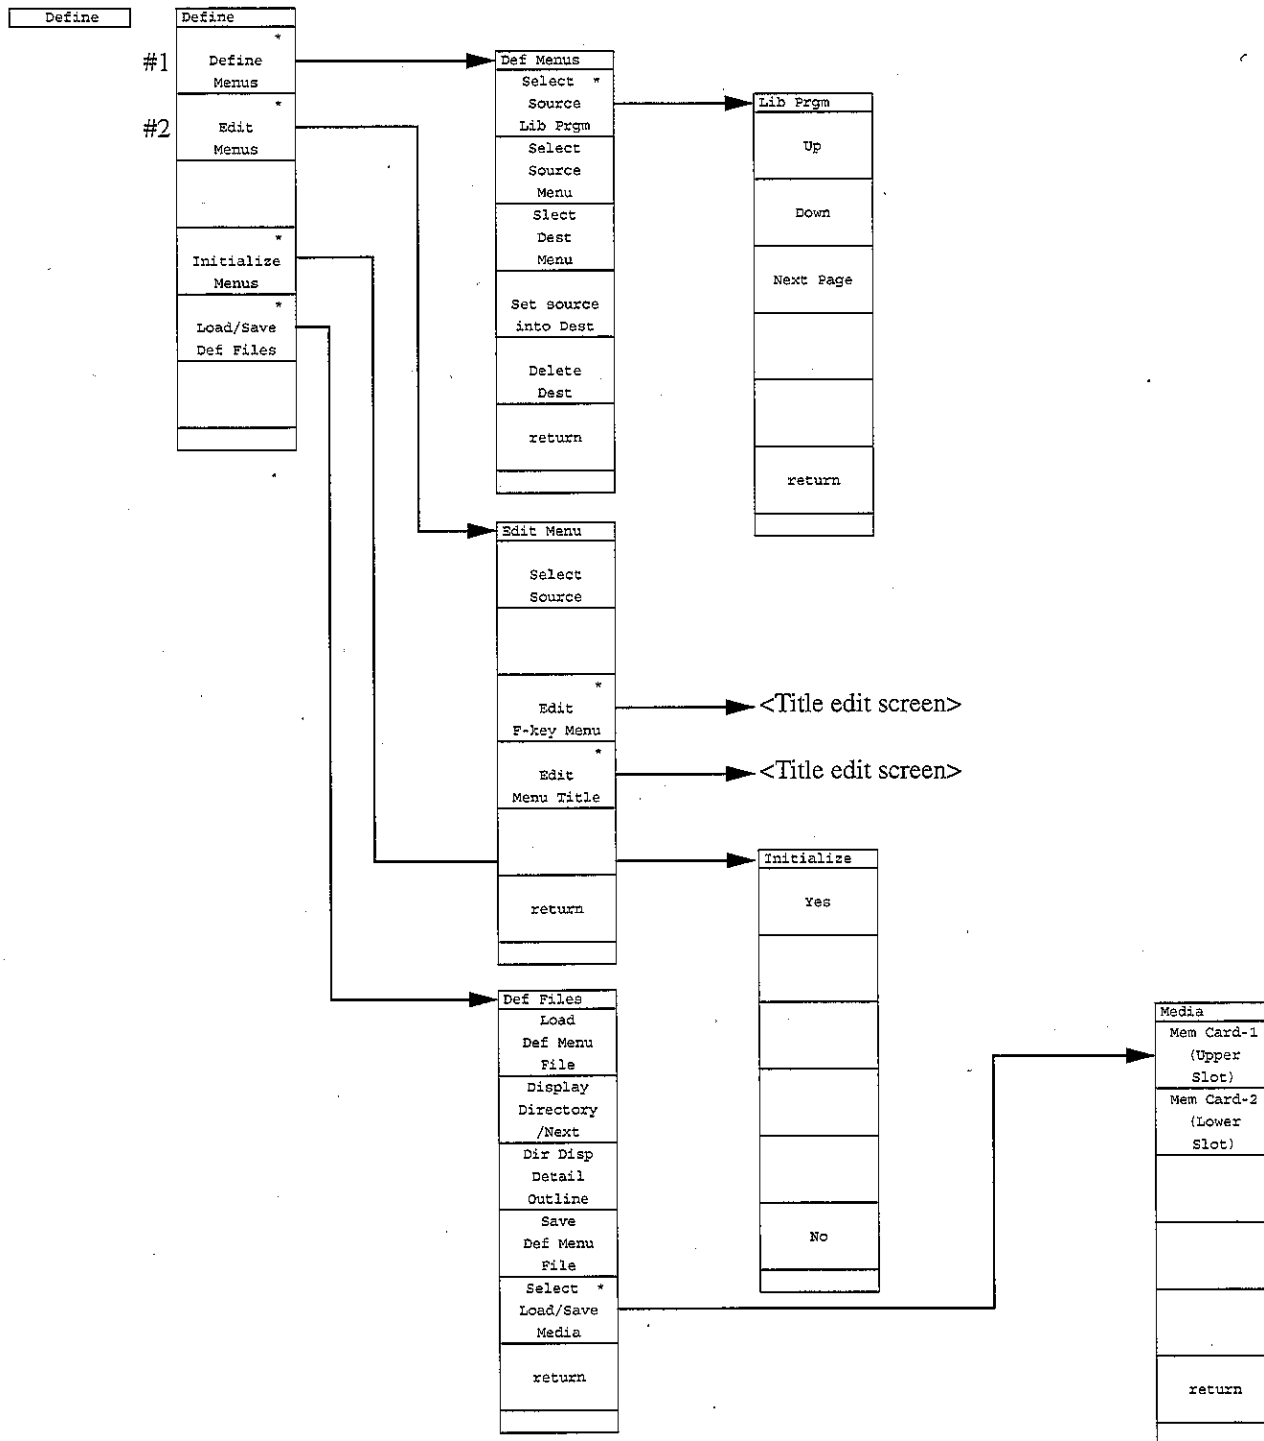 Define
Define
*
#1
Define
Menus
*
#2
Edit
Menus
*
Initialize
Menus
*
Load/Save
Def Files
Def Menus
Select *
Source
Lib Prgm
Select
Source
Menu
Slect
Dest
Menu
Set source
into Dest
Delete
Dest
return
Lib Prgm
Up
Down
Next Page
return
Edit Menu
Select
Source
*
Edit
F-key Menu
<Title edit screen>
*
Edit
Menu Title
<Title edit screen>
return
Initialize
Yes
No
Def Files
Load
Def Menu
File
Display
Directory
/Next
Dir Disp
Detail
Outline
Save
Def Menu
File
Select *
Load/Save
Media
return
Media
Mem Card-1
(Upper
Slot)
Mem Card-2
(Lower
Slot)
return